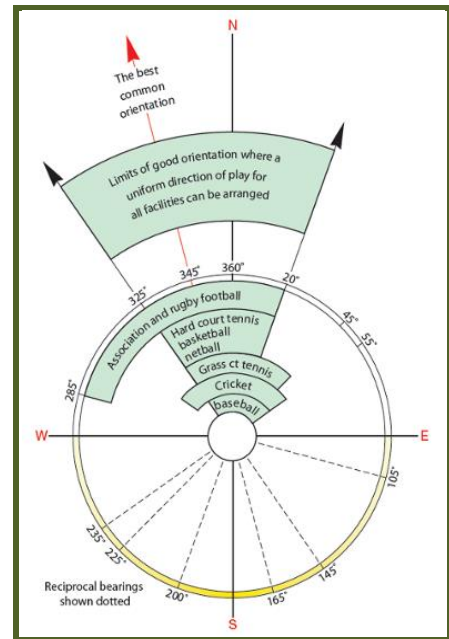 N
The best
common
orientation
Limits of good orientation where a
uniform direction of play for
all facilities can be arranged
285°
325°
345°
360°
20°
45°
55°
Association and rugby football
Hard court tennis
basketball
netball
Grass ct tennis
Cricket
baseball
W
E
235°
225°
200°
165°
145°
105°
Reciprocal bearings
shown dotted
S